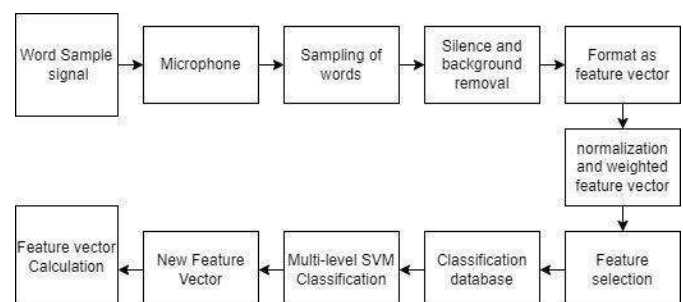 Word Sample
signal
Microphone
Sampling of
words
Silence and
background
removal
Format as
feature vector
normalization
and weighted
feature vector
Feature
selection
Classification
database
Multi-level SVM
Classification
New Feature
Vector
Feature vector
Calculation